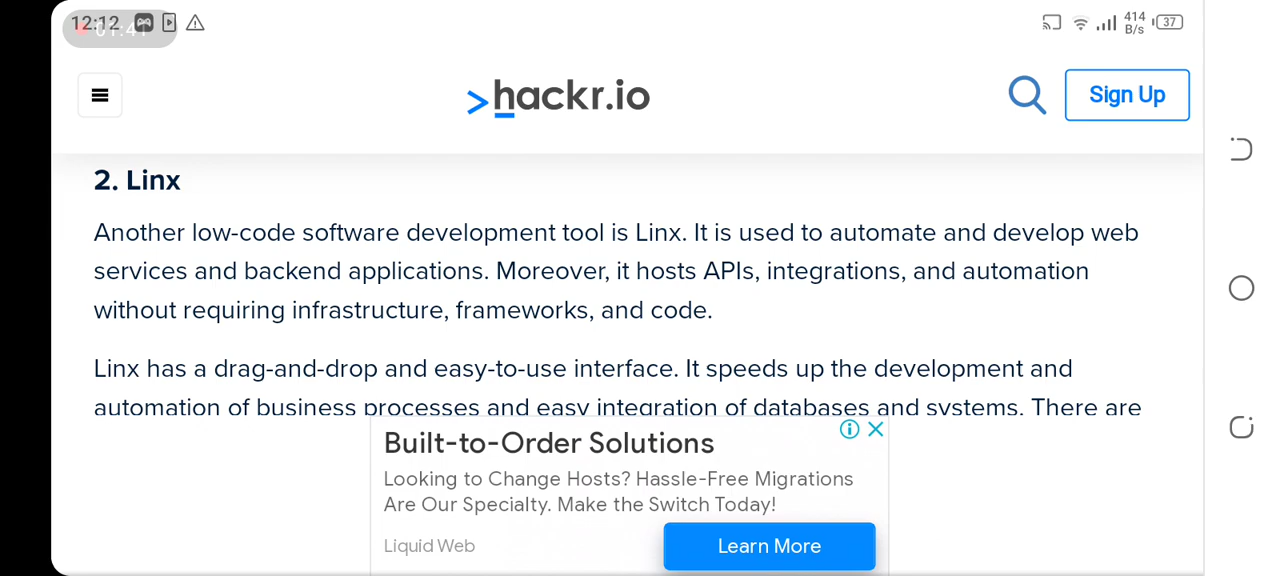 12:12
01:41
414
B/s
37
hackr.io
Sign Up
2. Linx
Another low-code software development tool is Linx. It is used to automate and develop web
services and backend applications. Moreover, it hosts APIs, integrations, and automation
without requiring infrastructure, frameworks, and code.
Linx has a drag-and-drop and easy-to-use interface. It speeds up the development and
automation of business processes and easy integration of databases and systems. There are
Built-to-Order Solutions
Looking to Change Hosts? Hassle-Free Migrations
Are Our Specialty. Make the Switch Today!
Liquid Web
Learn More